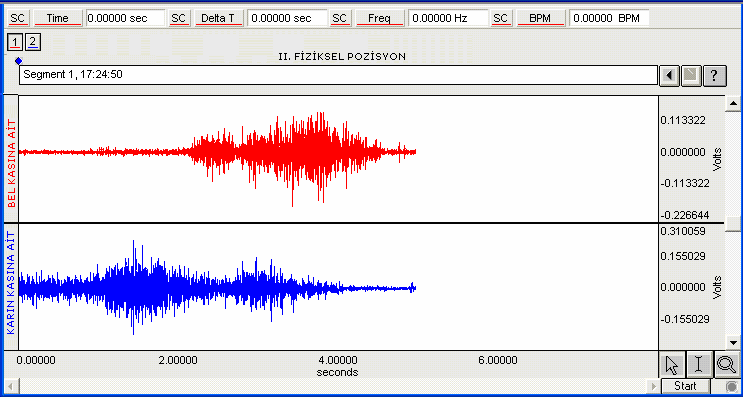 SC Time 0.00000 sec SC Delta T 0.00000 sec SC Freq 0.00000 Hz SC BPM 0.00000 BPM
1 2
II. FİZİKSEL POZİSYON
Segment 1, 17:24:50
?
BEL KASINA AİT
0.113322
0.000000
-0.113322
-0.226644
Volts
KARIN KASINA AİT
0.310059
0.155029
0.000000
-0.155029
Volts
0.00000 2.00000 4.00000 6.00000
seconds
Start